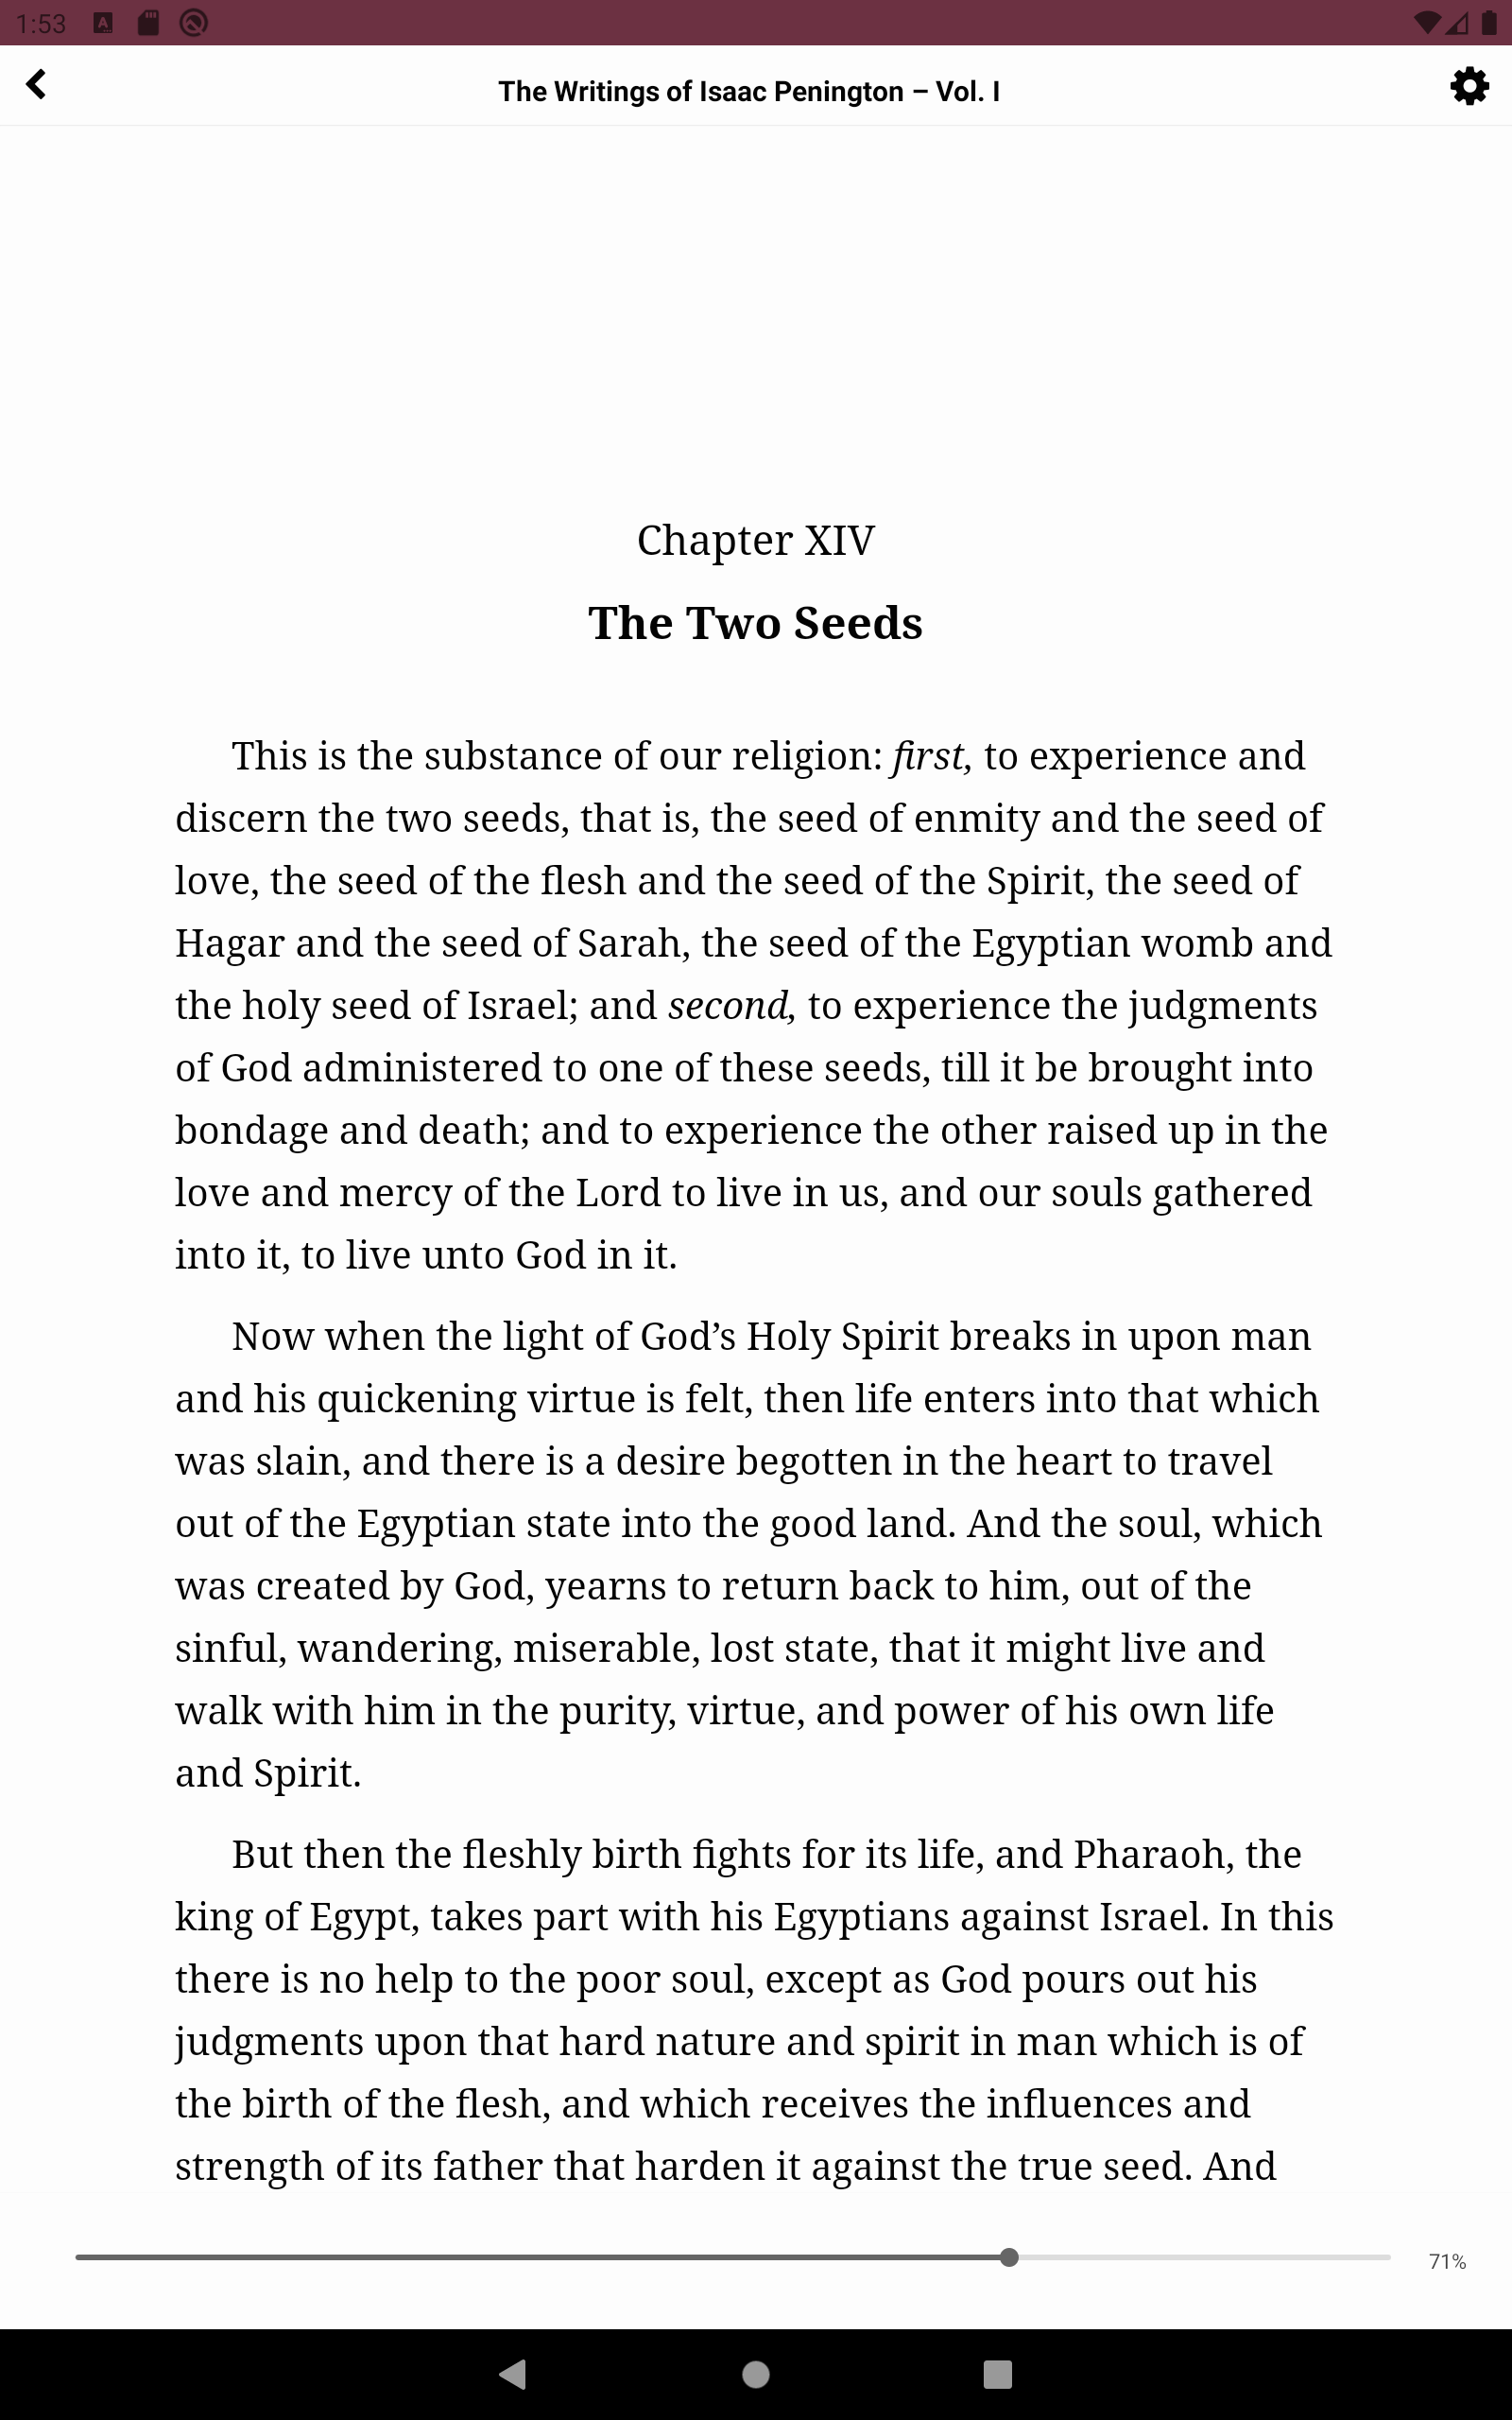 1:53
The Writings of Isaac Penington – Vol. I
Chapter XIV
The Two Seeds
This is the substance of our religion: first, to experience and
discern the two seeds, that is, the seed of enmity and the seed of
love, the seed of the flesh and the seed of the Spirit, the seed of
Hagar and the seed of Sarah, the seed of the Egyptian womb and
the holy seed of Israel; and second, to experience the judgments
of God administered to one of these seeds, till it be brought into
bondage and death; and to experience the other raised up in the
love and mercy of the Lord to live in us, and our souls gathered
into it, to live unto God in it.
Now when the light of God’s Holy Spirit breaks in upon man
and his quickening virtue is felt, then life enters into that which
was slain, and there is a desire begotten in the heart to travel
out of the Egyptian state into the good land. And the soul, which
was created by God, yearns to return back to him, out of the
sinful, wandering, miserable, lost state, that it might live and
walk with him in the purity, virtue, and power of his own life
and Spirit.
But then the fleshly birth fights for its life, and Pharaoh, the
king of Egypt, takes part with his Egyptians against Israel. In this
there is no help to the poor soul, except as God pours out his
judgments upon that hard nature and spirit in man which is of
the birth of the flesh, and which receives the influences and
strength of its father that harden it against the true seed. And
71%